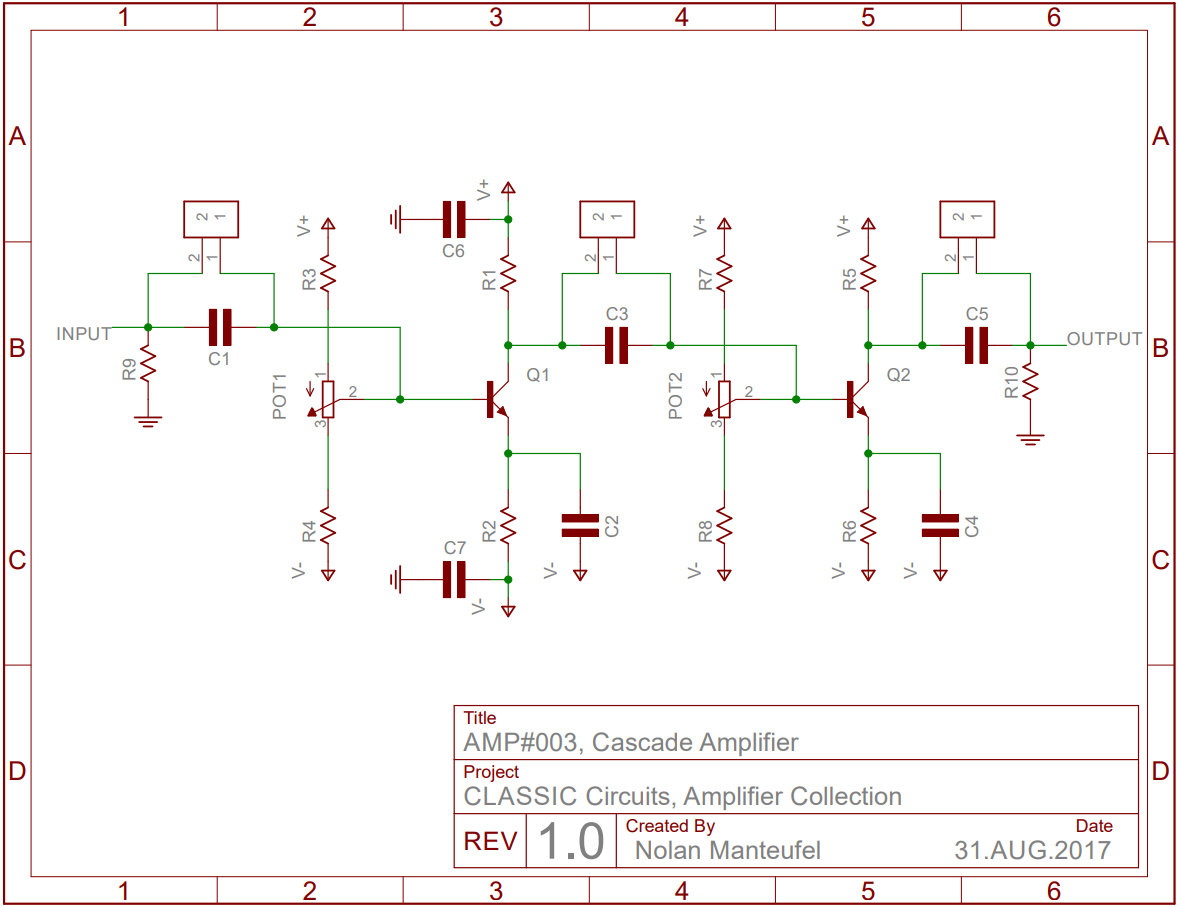 1 2 3 4 5 6
A A
2 1
2 1
2 1
V+
C6
V+
V+
V+
2 1
R3
R1
2 1
R7
R5
2 1
INPUT
C1
C3
C5
OUTPUT
B B
R9
POT1
1
2
3
Q1
POT2
1
2
3
Q2
R10
R4
R2
C2
R8
R6
C4
C7
C C
V-
V-
V-
V-
V-
V-
Title
AMP#003, Cascade Amplifier
Project
CLASSIC Circuits, Amplifier Collection
D D
REV 1.0
Created By Date
Nolan Manteufel 31.AUG.2017
1 2 3 4 5 6